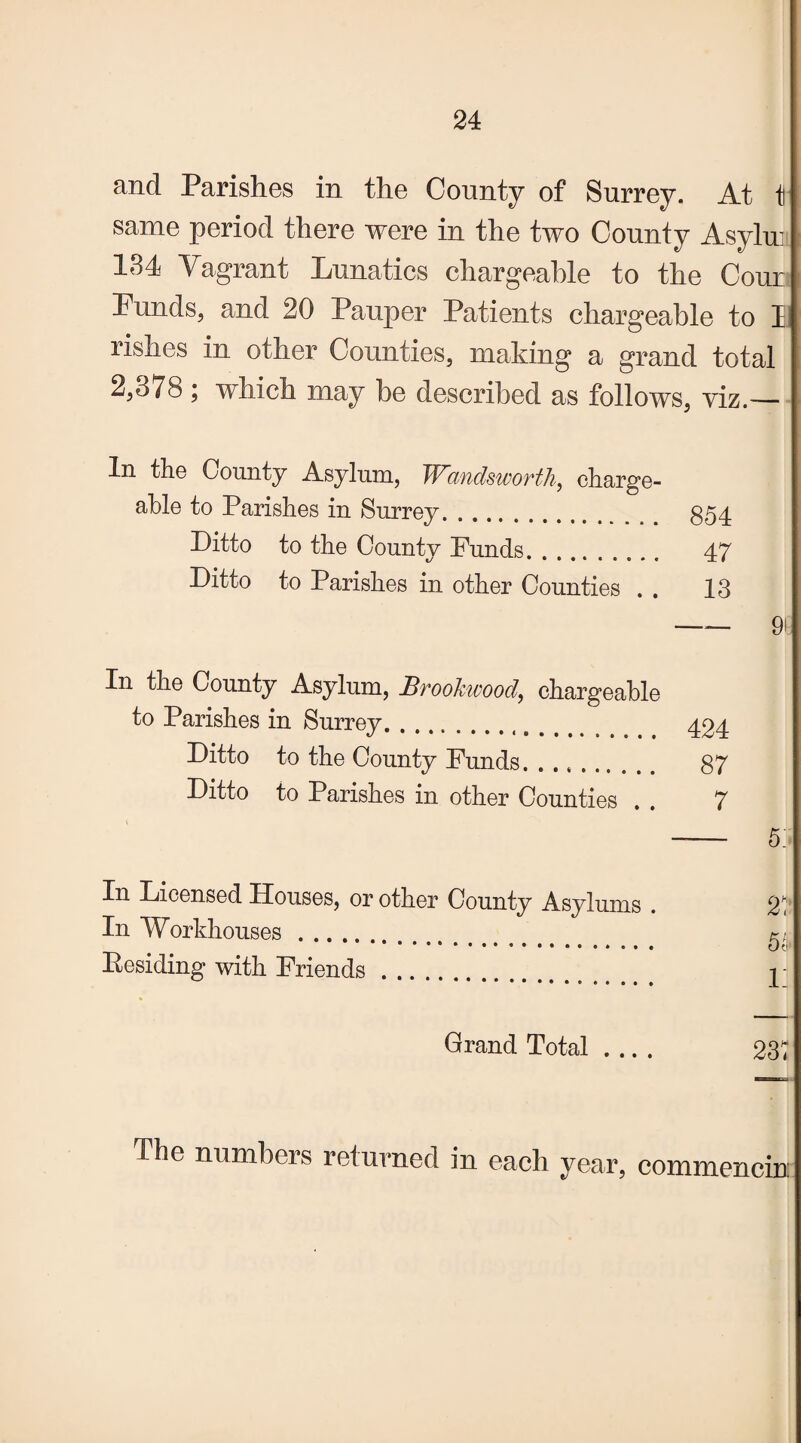 24
and Parishes in the County of Surrey. At
same period there were in the two County
134 Vagrant Lunatics chargeable to the
Funds, and 20 Pauper Patients chargeable to
rishes in other Counties, making a grand total
2,378 ; which may be described as follows, viz.—
In the County Asylum, Wandsworth, charge-
able to Parishes in Surrey.................. 854
Ditto to the County Funds.......... 47
Ditto to Parishes in other Counties . . 13
In the County Asylum, Brookwood, chargeable
to Parishes in Surrey.................... 424
Ditto to the County Funds.......... 87
Ditto to Parishes in other Counties . . 7
In Licensed Houses, or other County Asylums .
In Workhouses ........................
Residing with Friends ...................
Grand Total ....
The numbers returned in each year,